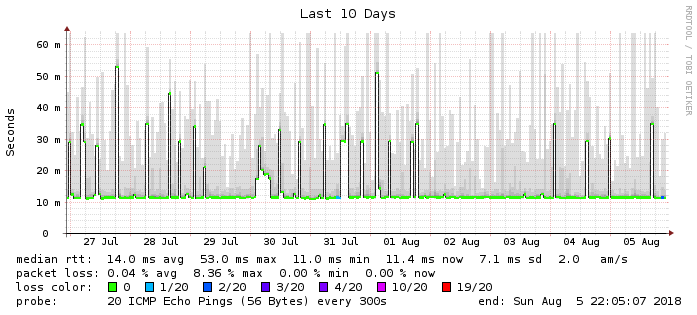 Last 10 Days
RRDTOOL / TOBI OETIKER
Seconds
60 m
50 m
40 m
30 m
20 m
10 m
0
27 Jul 28 Jul 29 Jul 30 Jul 31 Jul 01 Aug 02 Aug 03 Aug 04 Aug 05 Aug
median rtt: 14.0 ms avg 53.0 ms max 11.0 ms min 11.4 ms now 7.1 ms sd 2.0 am/s
packet loss: 0.04 % avg 8.36 % max 0.00 % min 0.00 % now
loss color: 0 1/20 2/20 3/20 4/20 10/20 19/20
probe: 20 ICMP Echo Pings (56 Bytes) every 300s end: Sun Aug 5 22:05:07 2018